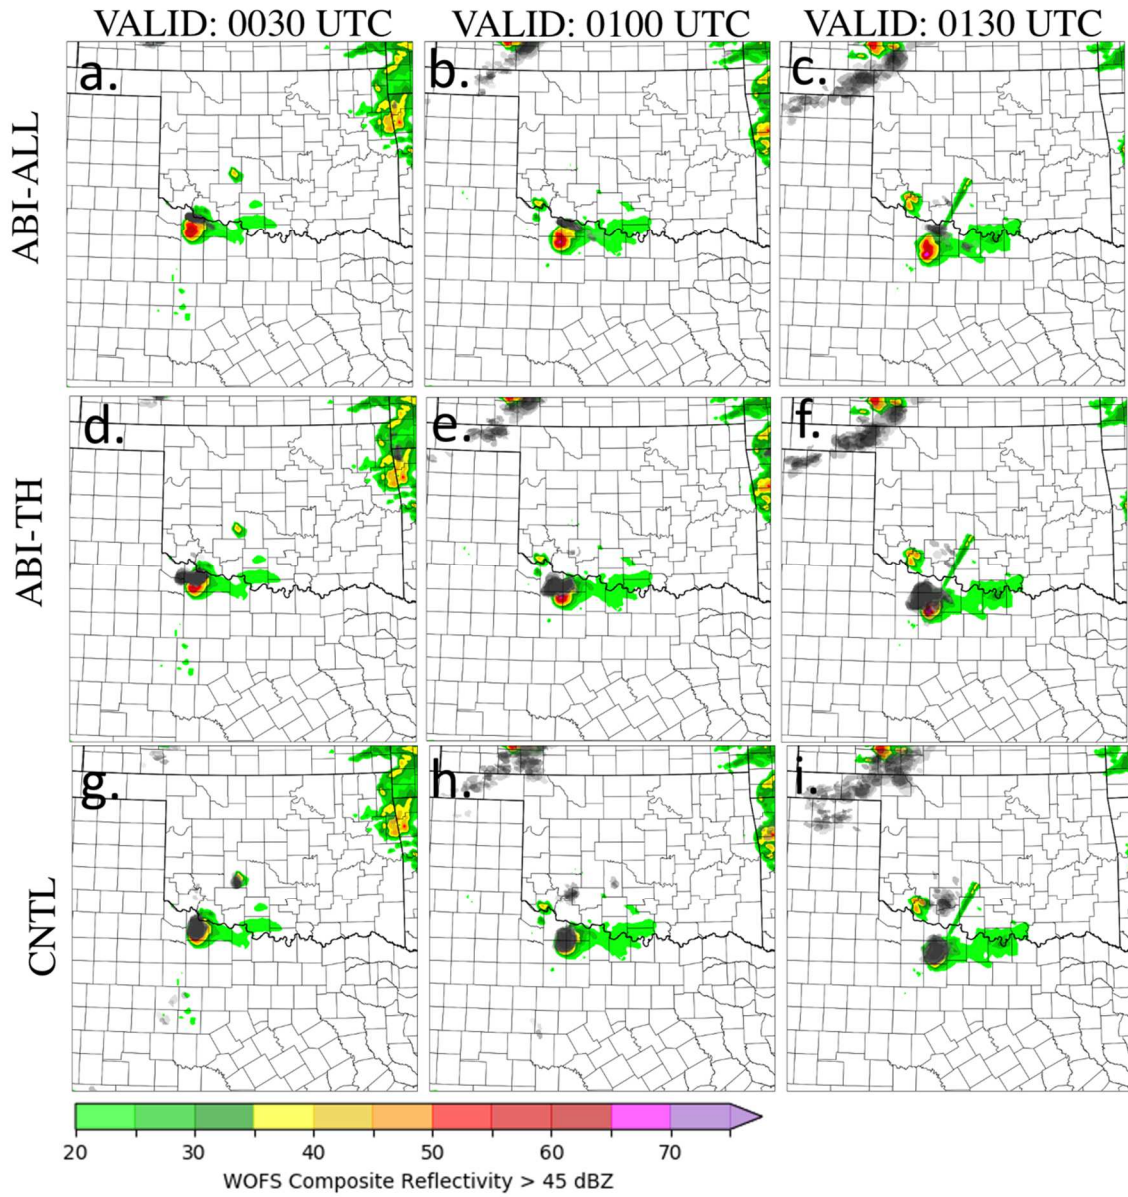 VALID: 0030 UTC
VALID: 0100 UTC
VALID: 0130 UTC
ABI-ALL
a.
b.
c.
ABI-TH
d.
e.
f.
CNTL
g.
h.
i.
20
30
40
50
60
70
WOFS Composite Reflectivity > 45 dBZ